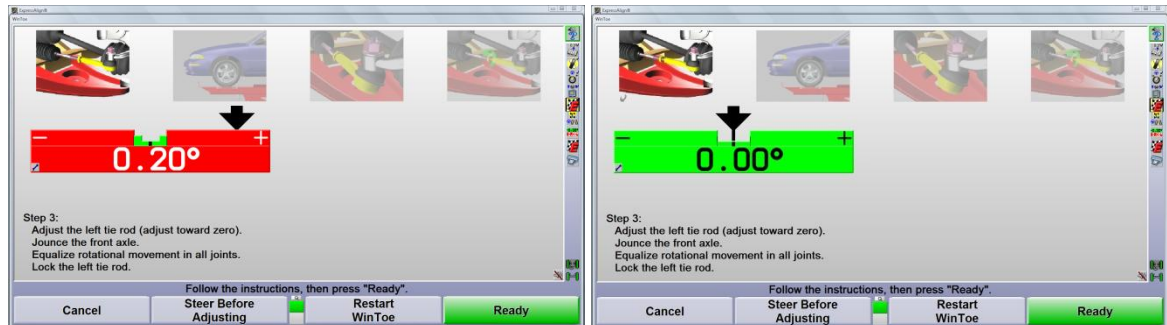 ExpressAlign®
WinToe
0.20°
Step 3:
Adjust the left tie rod (adjust toward zero).
Jounce the front axle.
Equalize rotational movement in all joints.
Lock the left tie rod.
Follow the instructions, then press "Ready".
Cancel
Steer Before
Adjusting
Restart
WinToe
Ready
ExpressAlign®
WinToe
0.00°
Step 3:
Adjust the left tie rod (adjust toward zero).
Jounce the front axle.
Equalize rotational movement in all joints.
Lock the left tie rod.
Follow the instructions, then press "Ready".
Cancel
Steer Before
Adjusting
Restart
WinToe
Ready